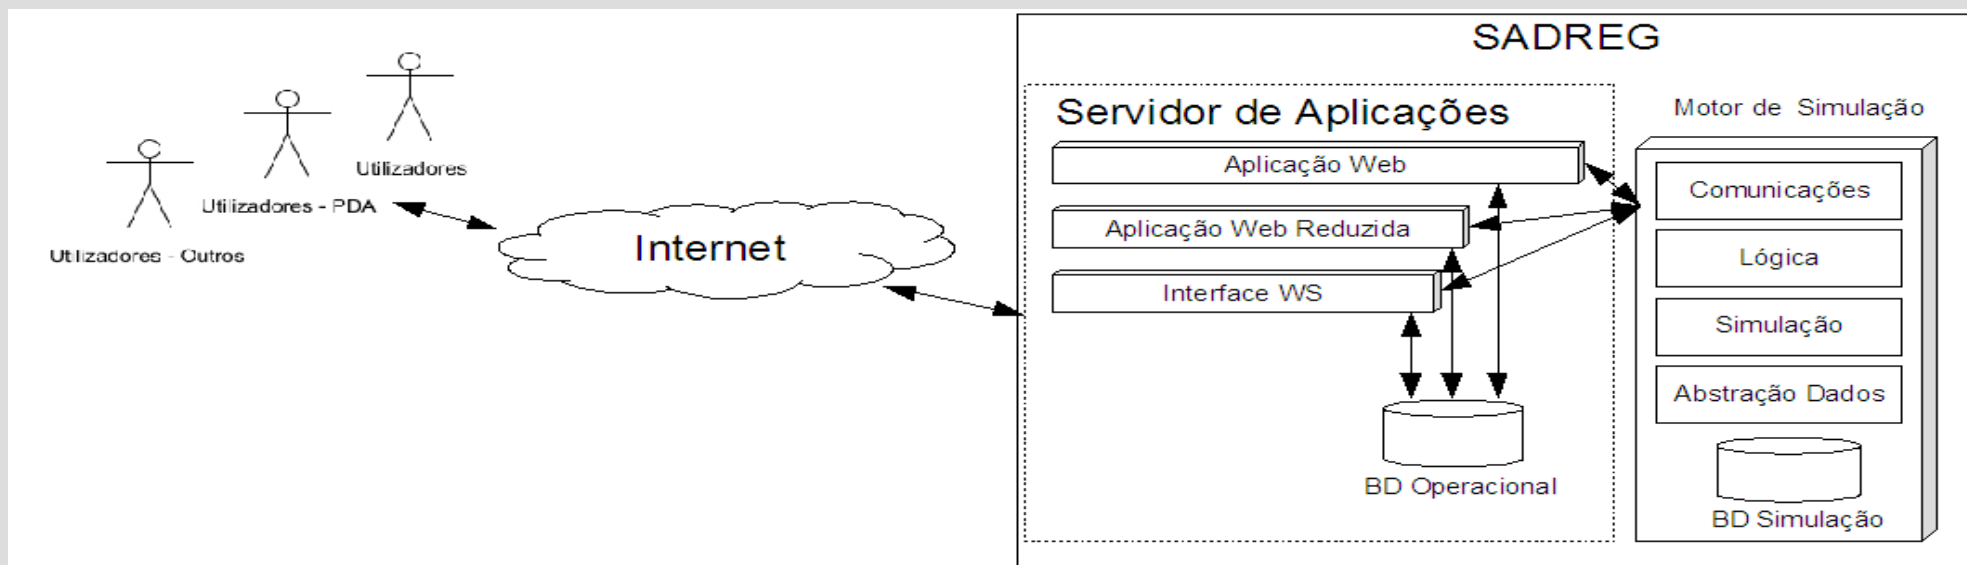 SADREG
Utilizadores
Utilizadores - PDA
Utilizadores - Outros
Internet
Servidor de Aplicações
Aplicação Web
Aplicação Web Reduzida
Interface WS
BD Operacional
Motor de Simulação
Comunicações
Lógica
Simulação
Abstração Dados
BD Simulação